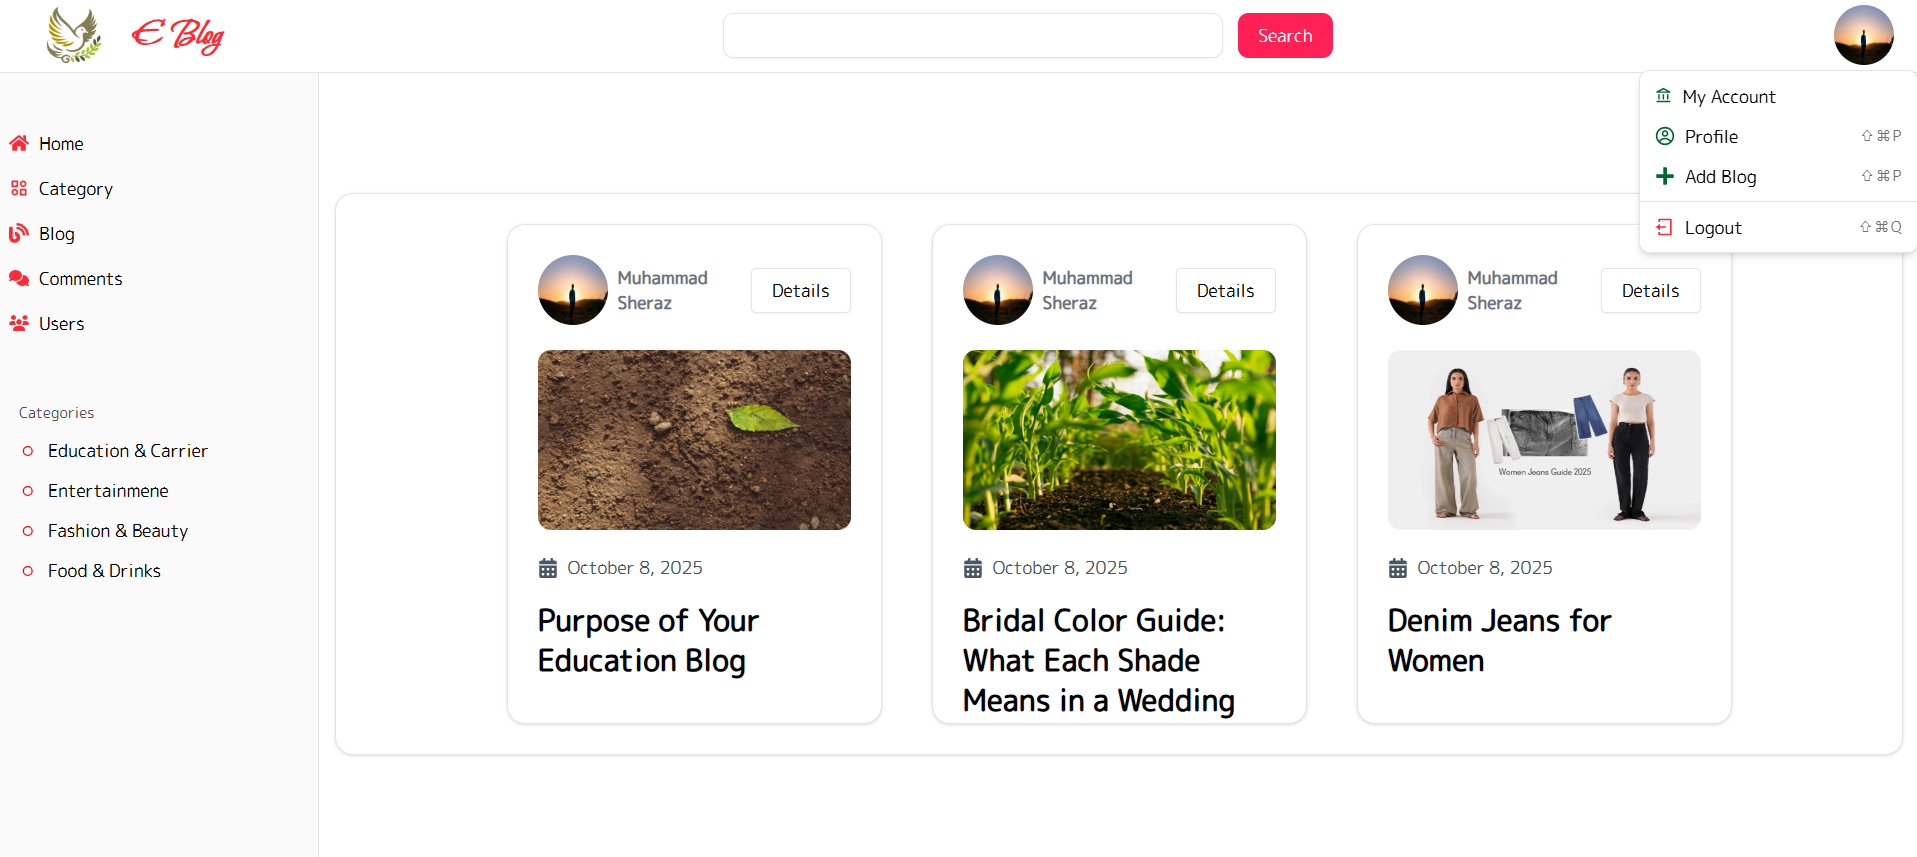 E Blog
Search
My Account
Profile ⇧⌘P
Add Blog ⇧⌘P
Logout ⇧⌘Q
Home
Category
Blog
Comments
Users
Categories
Education & Carrier
Entertainmene
Fashion & Beauty
Food & Drinks
Muhammad
Sheraz
Details
October 8, 2025
Purpose of Your
Education Blog
Muhammad
Sheraz
Details
October 8, 2025
Bridal Color Guide:
What Each Shade
Means in a Wedding
Muhammad
Sheraz
Details
Women Jeans Guide 2025
October 8, 2025
Denim Jeans for
Women